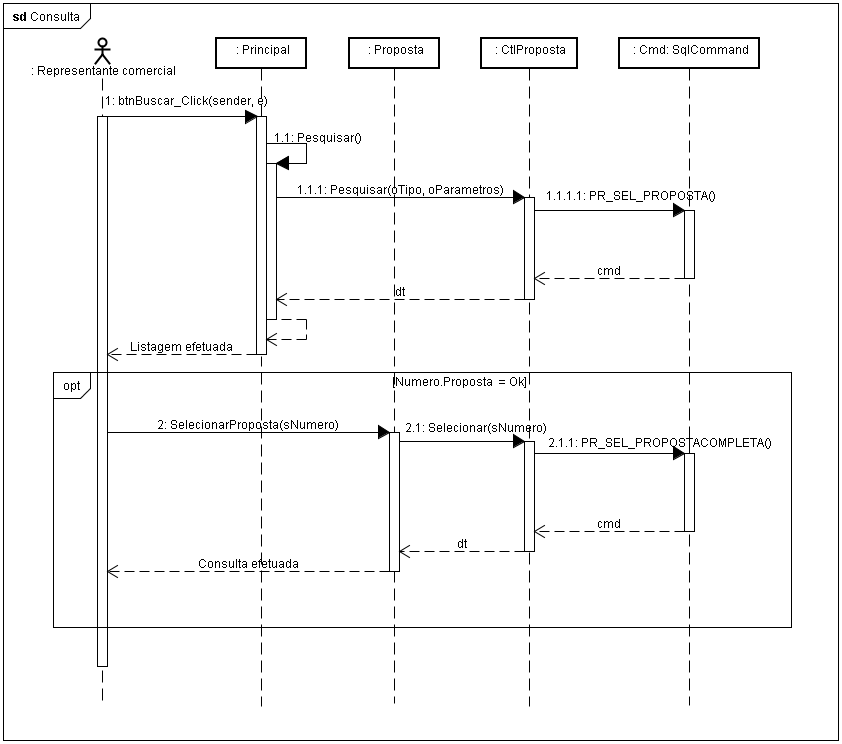 sd Consulta
: Representante comercial
: Principal
: Proposta
: CtlProposta
: Cmd: SqlCommand
1: btnBuscar_Click(sender, e)
1.1: Pesquisar()
1.1.1: Pesquisar(oTipo, oParametros)
1.1.1.1: PR_SEL_PROPOSTA()
cmd
dt
Listagem efetuada
opt
[Numero.Proposta = Ok]
2: SelecionarProposta(sNumero)
2.1: Selecionar(sNumero)
2.1.1: PR_SEL_PROPOSTACOMPLETA()
cmd
dt
Consulta efetuada